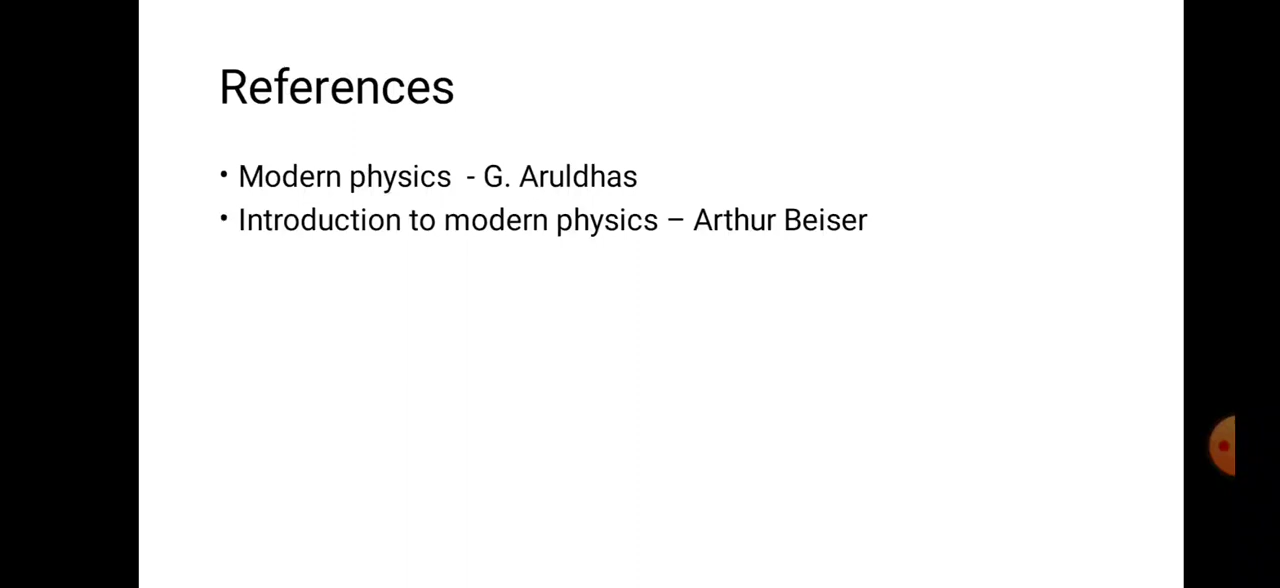 References
• Modern physics  - G. Aruldhas
• Introduction to modern physics – Arthur Beiser